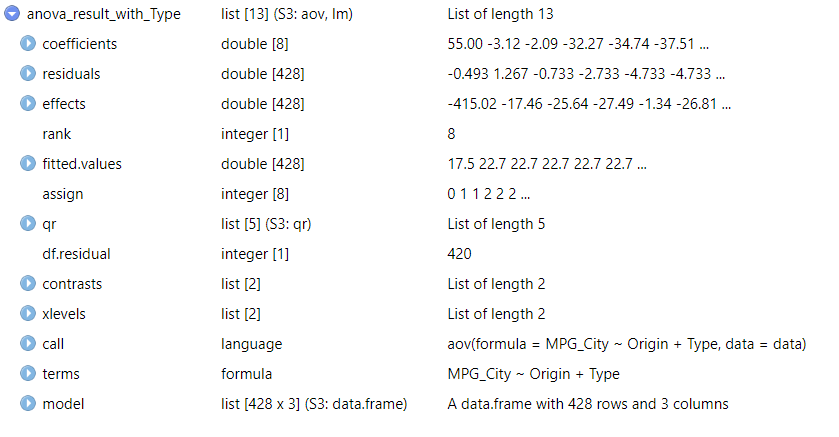 anova_result_with_Type list [13] (S3: aov, lm) List of length 13
coefficients double [8] 55.00 -3.12 -2.09 -32.27 -34.74 -37.51 ...
residuals double [428] -0.493 1.267 -0.733 -2.733 -4.733 -4.733 ...
effects double [428] -415.02 -17.46 -25.64 -27.49 -1.34 -26.81 ...
rank integer [1] 8
fitted.values double [428] 17.5 22.7 22.7 22.7 22.7 22.7 ...
assign integer [8] 0 1 1 2 2 2 ...
qr list [5] (S3: qr) List of length 5
df.residual integer [1] 420
contrasts list [2] List of length 2
xlevels list [2] List of length 2
call language aov(formula = MPG_City ~ Origin + Type, data = data)
terms formula MPG_City ~ Origin + Type
model list [428 x 3] (S3: data.frame) A data.frame with 428 rows and 3 columns